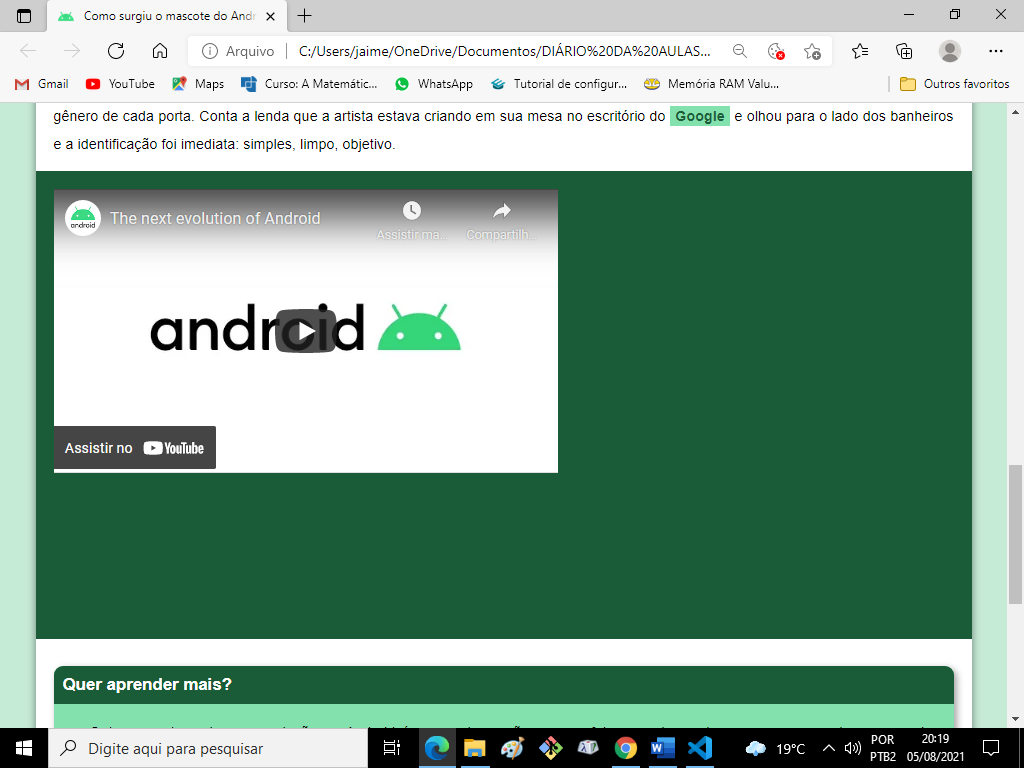 Como surgiu o mascote do Andr
Arquivo
C:/Users/jaime/OneDrive/Documentos/DIÁRIO%20DA%20AULAS...
Gmail
YouTube
Maps
Curso: A Matemátic...
WhatsApp
Tutorial de configur...
Memória RAM Valu...
Outros favoritos
gênero de cada porta. Conta a lenda que a artista estava criando em sua mesa no escritório do Google e olhou para o lado dos banheiros
e a identificação foi imediata: simples, limpo, objetivo.
android
The next evolution of Android
Assistir ma...
Compartilh...
android
Assistir no YouTube
Quer aprender mais?
Digite aqui para pesquisar
19°C
POR
PTB2
20:19
05/08/2021